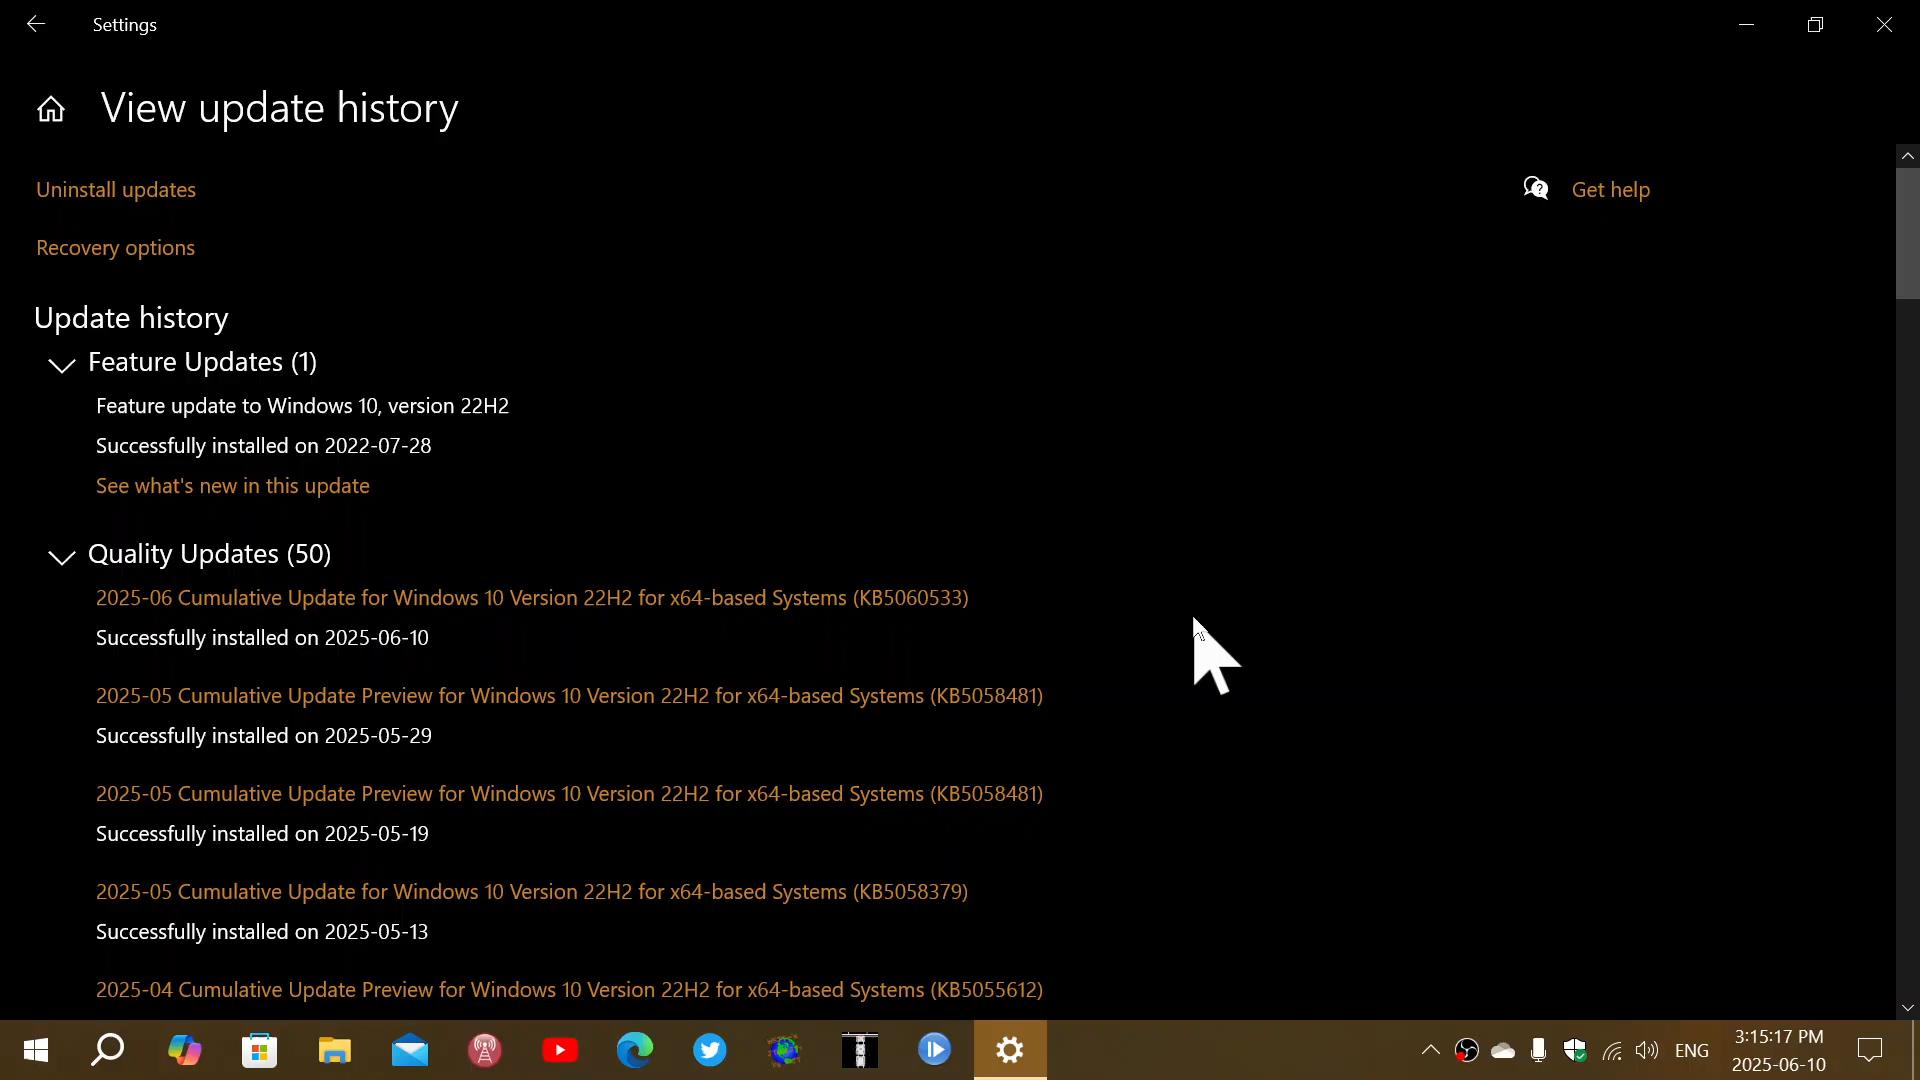 Settings
View update history
Uninstall updates
Get help
Recovery options
Update history
Feature Updates (1)
Feature update to Windows 10, version 22H2
Successfully installed on 2022-07-28
See what's new in this update
Quality Updates (50)
2025-06 Cumulative Update for Windows 10 Version 22H2 for x64-based Systems (KB5060533)
Successfully installed on 2025-06-10
2025-05 Cumulative Update Preview for Windows 10 Version 22H2 for x64-based Systems (KB5058481)
Successfully installed on 2025-05-29
2025-05 Cumulative Update Preview for Windows 10 Version 22H2 for x64-based Systems (KB5058481)
Successfully installed on 2025-05-19
2025-05 Cumulative Update for Windows 10 Version 22H2 for x64-based Systems (KB5058379)
Successfully installed on 2025-05-13
2025-04 Cumulative Update Preview for Windows 10 Version 22H2 for x64-based Systems (KB5055612)
ENG
3:15:17 PM
2025-06-10